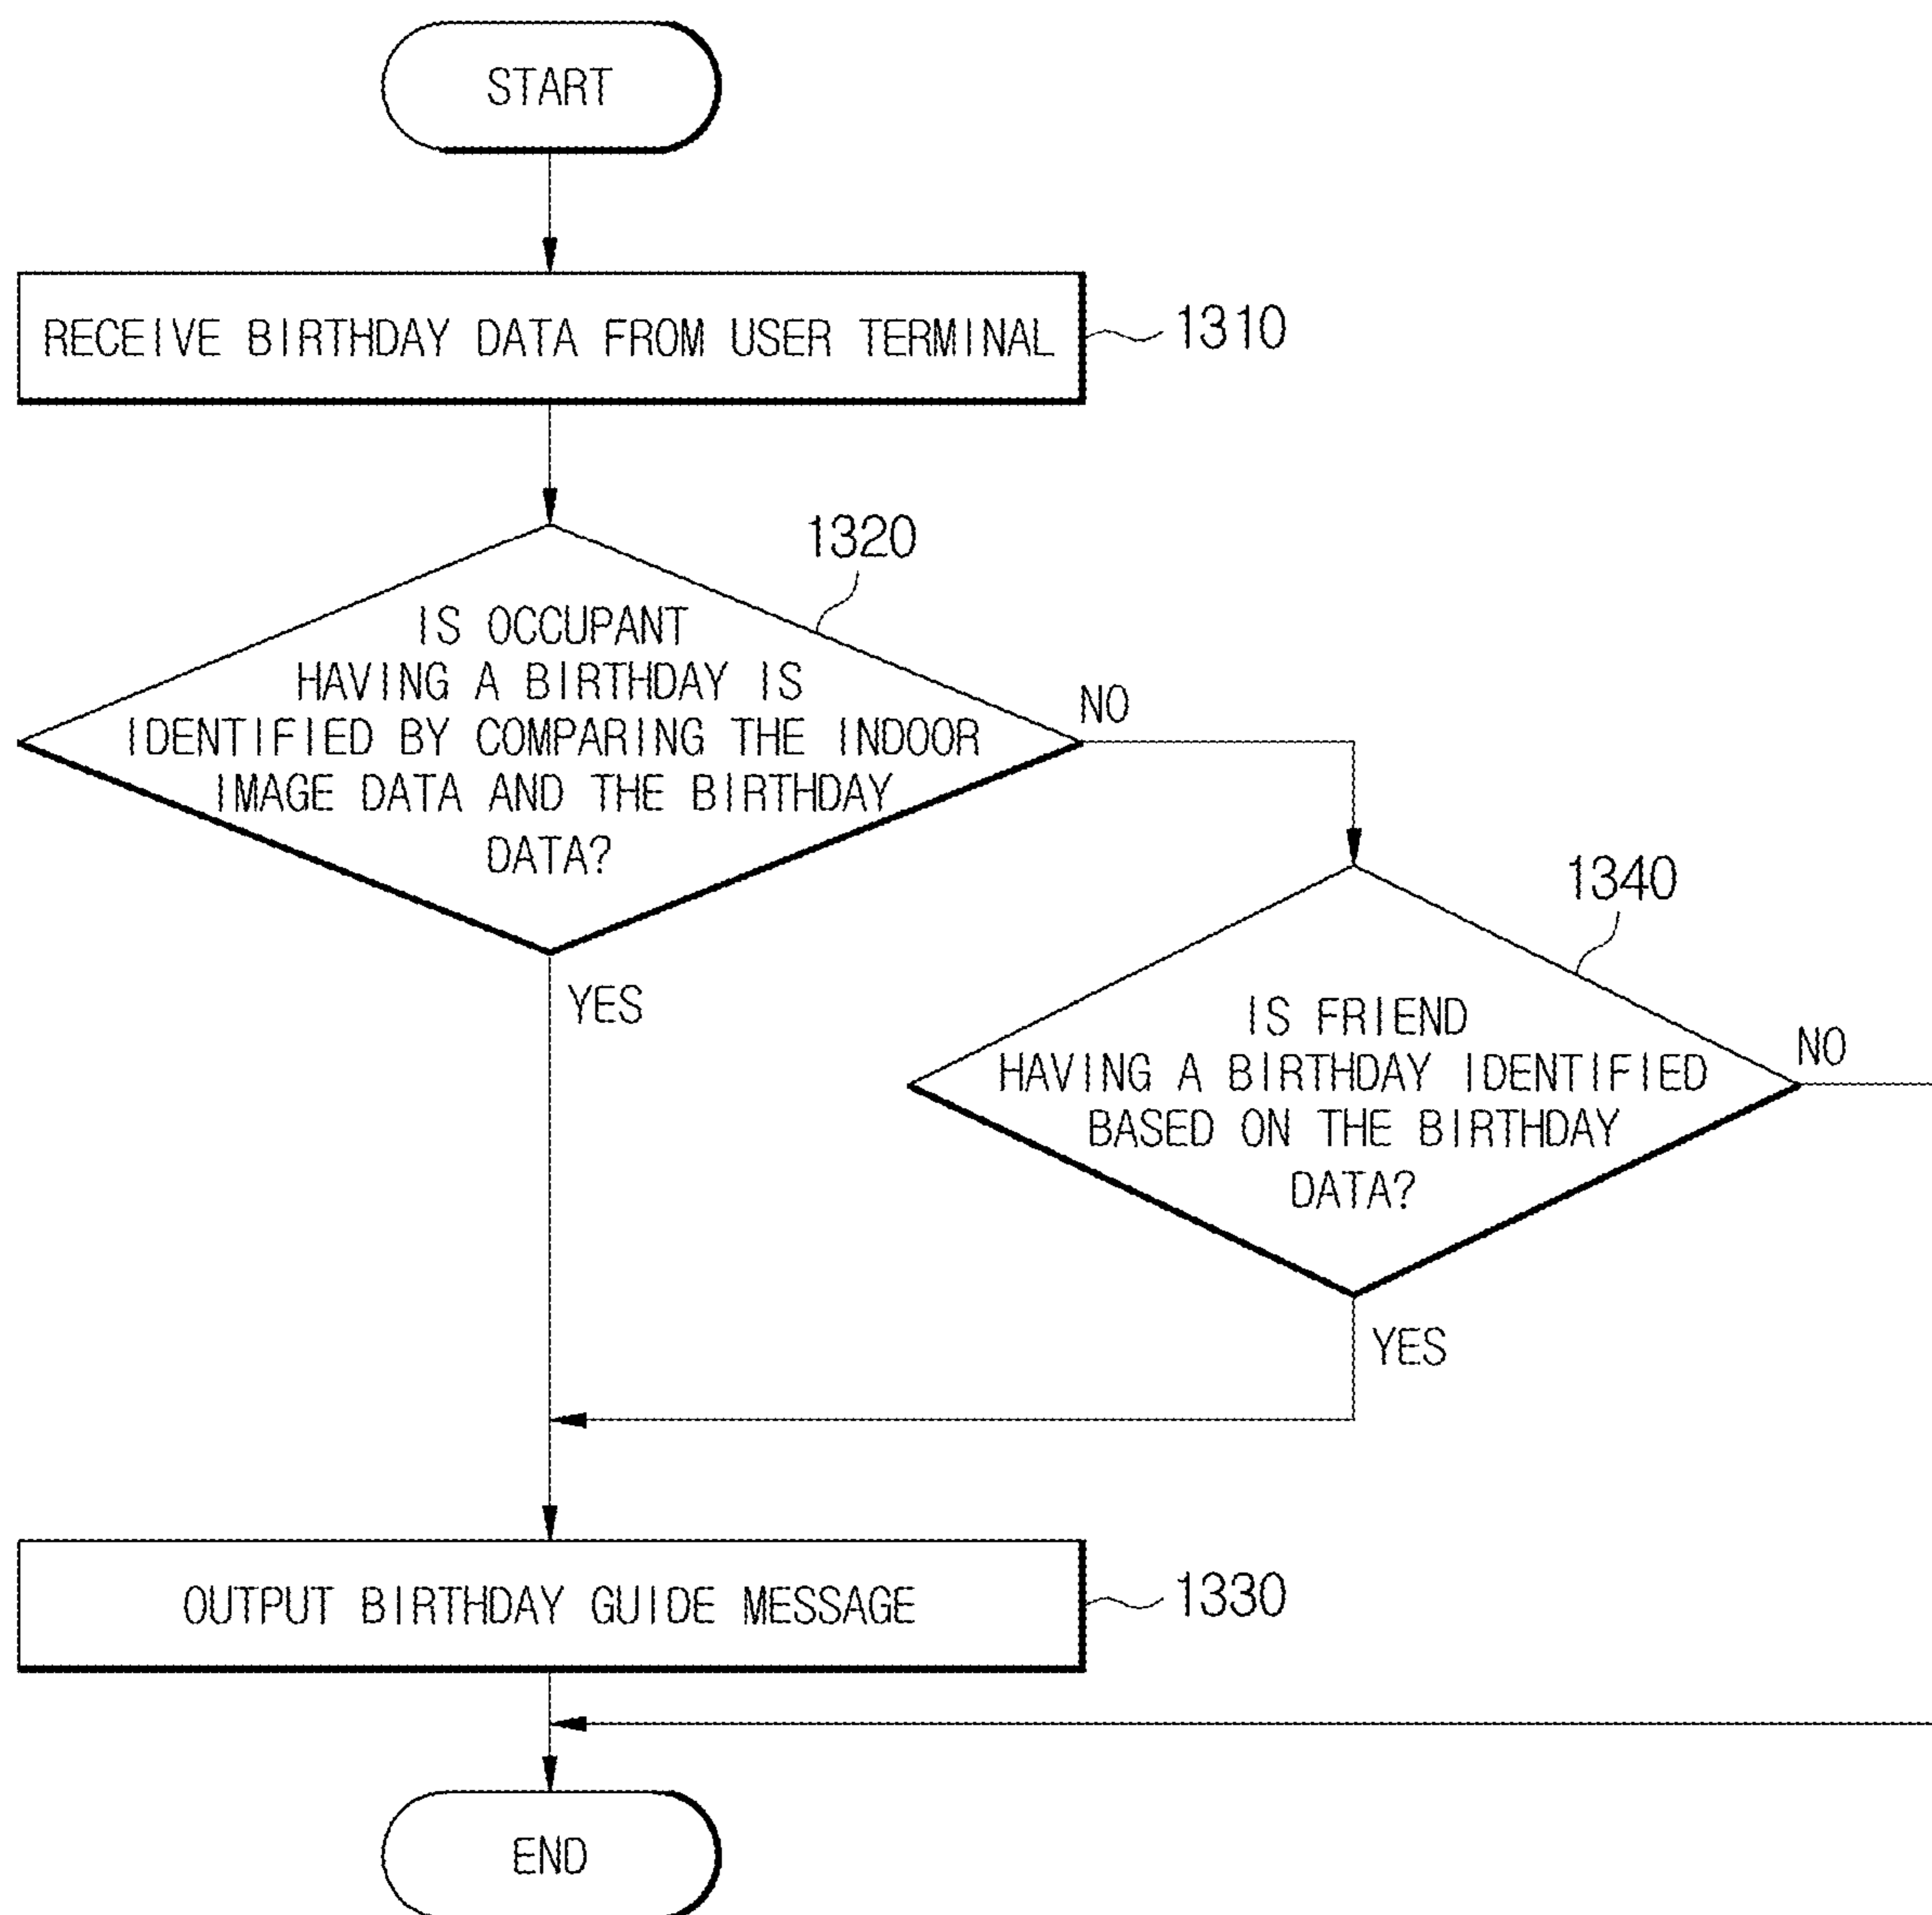 START
RECEIVE BIRTHDAY DATA FROM USER TERMINAL
1310
1320
IS OCCUPANT
HAVING A BIRTHDAY IS
IDENTIFIED BY COMPARING THE INDOOR
IMAGE DATA AND THE BIRTHDAY
DATA?
NO
YES
1340
IS FRIEND
HAVING A BIRTHDAY IDENTIFIED
BASED ON THE BIRTHDAY
DATA?
NO
YES
OUTPUT BIRTHDAY GUIDE MESSAGE
1330
END